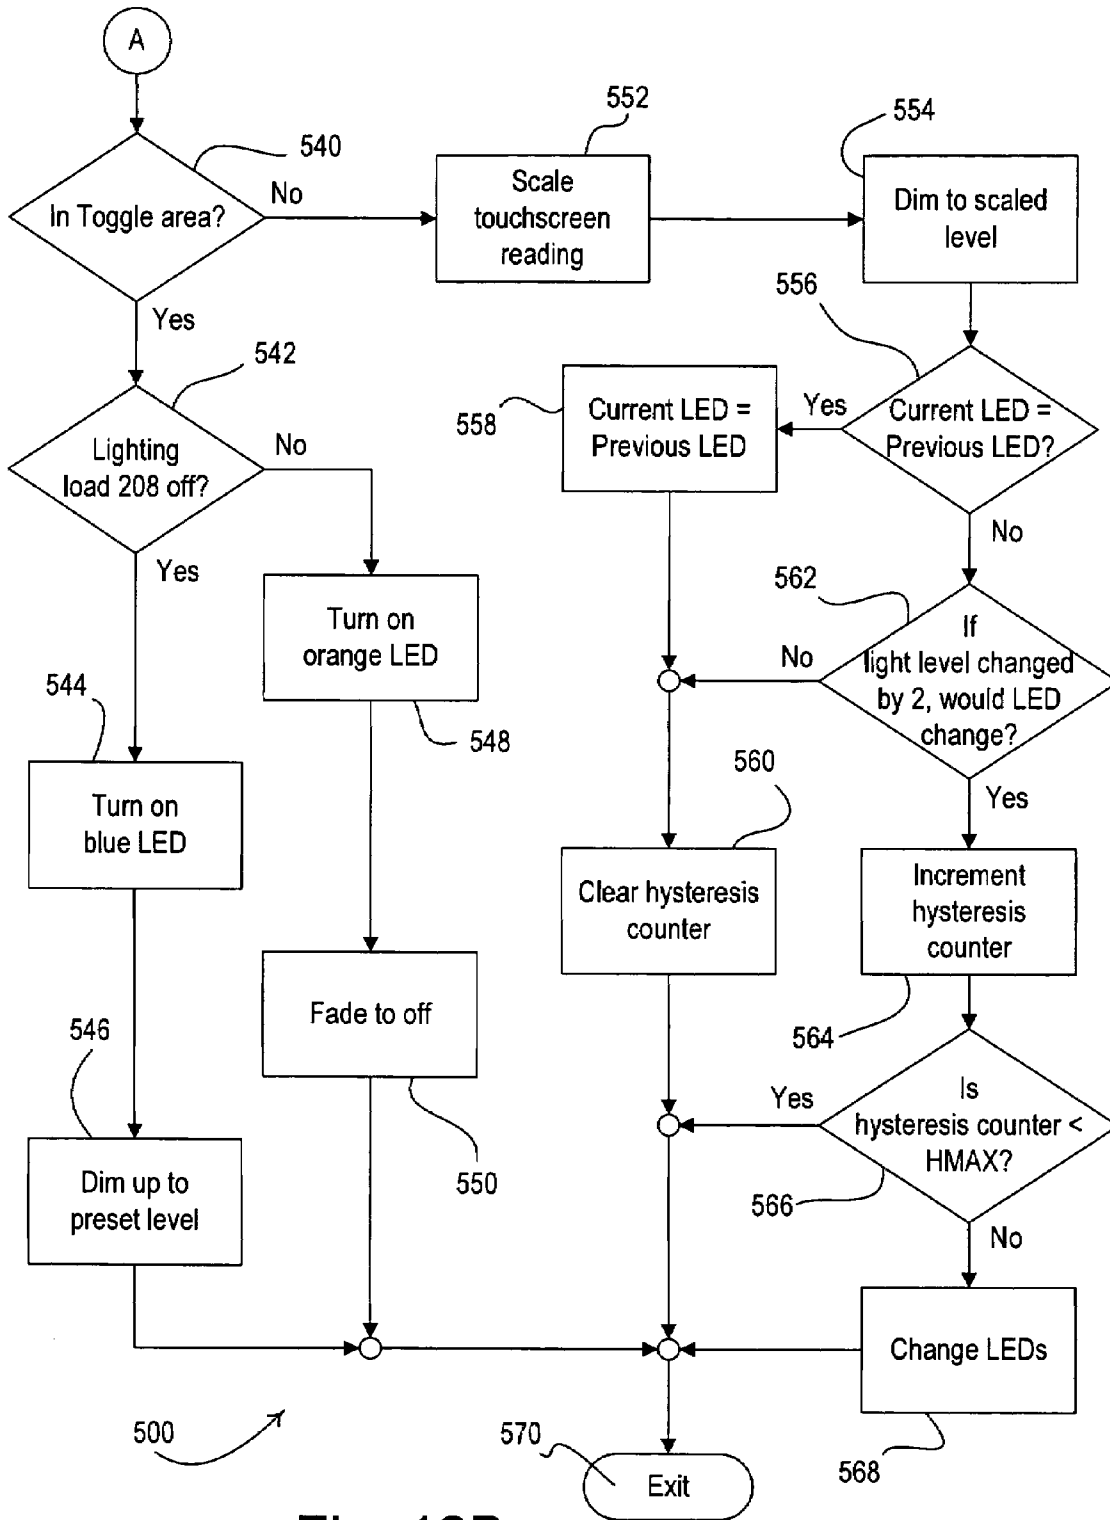 A
540
In Toggle area?
No
Yes
552
Scale
touchscreen
reading
554
Dim to scaled
level
542
Lighting
load 208 off?
No
Yes
556
Current LED =
Previous LED?
Yes
No
558
Current LED =
Previous LED
562
If
light level changed
by 2, would LED
change?
No
Yes
Turn on
orange LED
548
544
Turn on
blue LED
560
Clear hysteresis
counter
Increment
hysteresis
counter
564
Fade to off
550
546
Dim up to
preset level
Is
hysteresis counter <
HMAX?
Yes
566
No
Change LEDs
568
500
570
Exit